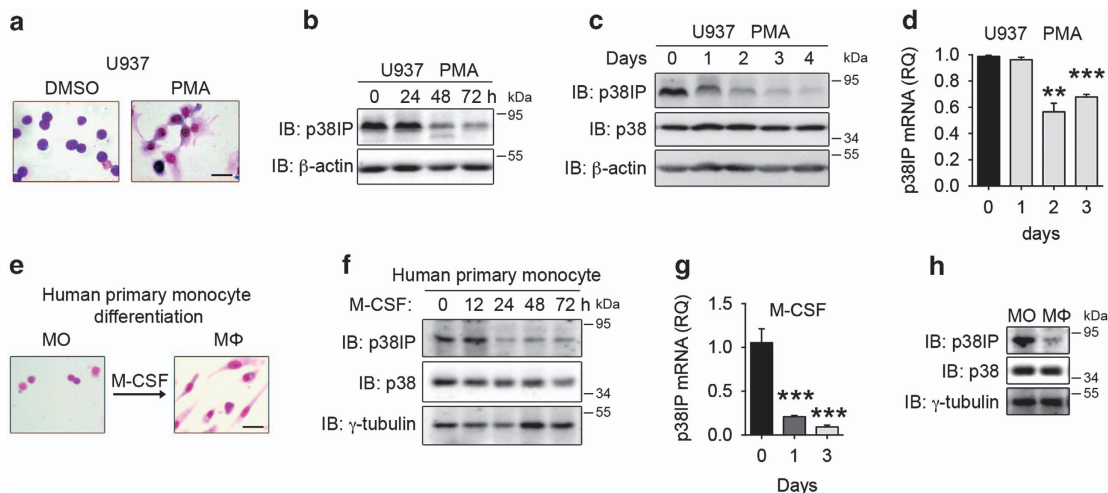 a
U937
DMSO PMA
b
U937 PMA
0 24 48 72 h kDa
IB: p38IP
95
IB: β-actin
55
c
U937 PMA
Days 0 1 2 3 4 kDa
IB: p38IP
95
IB: p38
34
IB: β-actin
55
d
U937 PMA
p38IP mRNA (RQ)
1.0
0.8
0.6
0.4
0.2
0.0
** ***
0 1 2 3
days
e
Human primary monocyte
differentiation
MO MΦ
M-CSF
f
Human primary monocyte
M-CSF: 0 12 24 48 72 h kDa
IB: p38IP
95
IB: p38
34
IB: γ-tubulin
55
g
M-CSF
p38IP mRNA (RQ)
1.5
1.0
0.5
0.0
*** ***
0 1 3
Days
h
MO MΦ kDa
IB: p38IP
95
IB: p38
34
IB: γ-tubulin
55